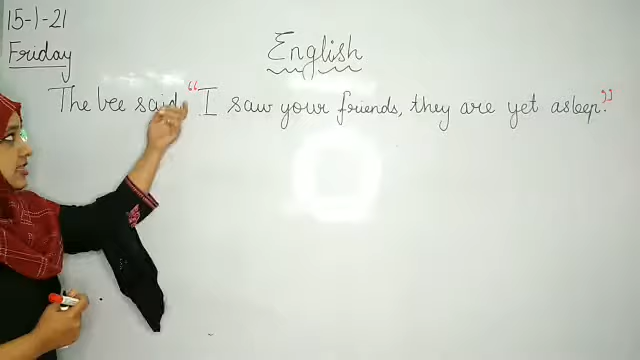 15-1-21
Friday
English
The bee said “I saw your friends, they are yet asleep.”